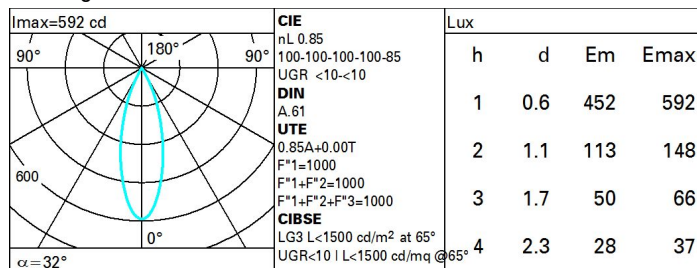 Imax=592 cd
90°
180°
90°
600
0°
α=32°
CIE
nL 0.85
100-100-100-100-85
UGR <10-<10
DIN
A.61
UTE
0.85A+0.00T
F"1=1000
F"1+F"2=1000
F"1+F"2+F"3=1000
CIBSE
LG3 L<1500 cd/m² at 65°
UGR<10 | L<1500 cd/mq @65°
Lux
h d Em Emax
1 0.6 452 592
2 1.1 113 148
3 1.7 50 66
4 2.3 28 37